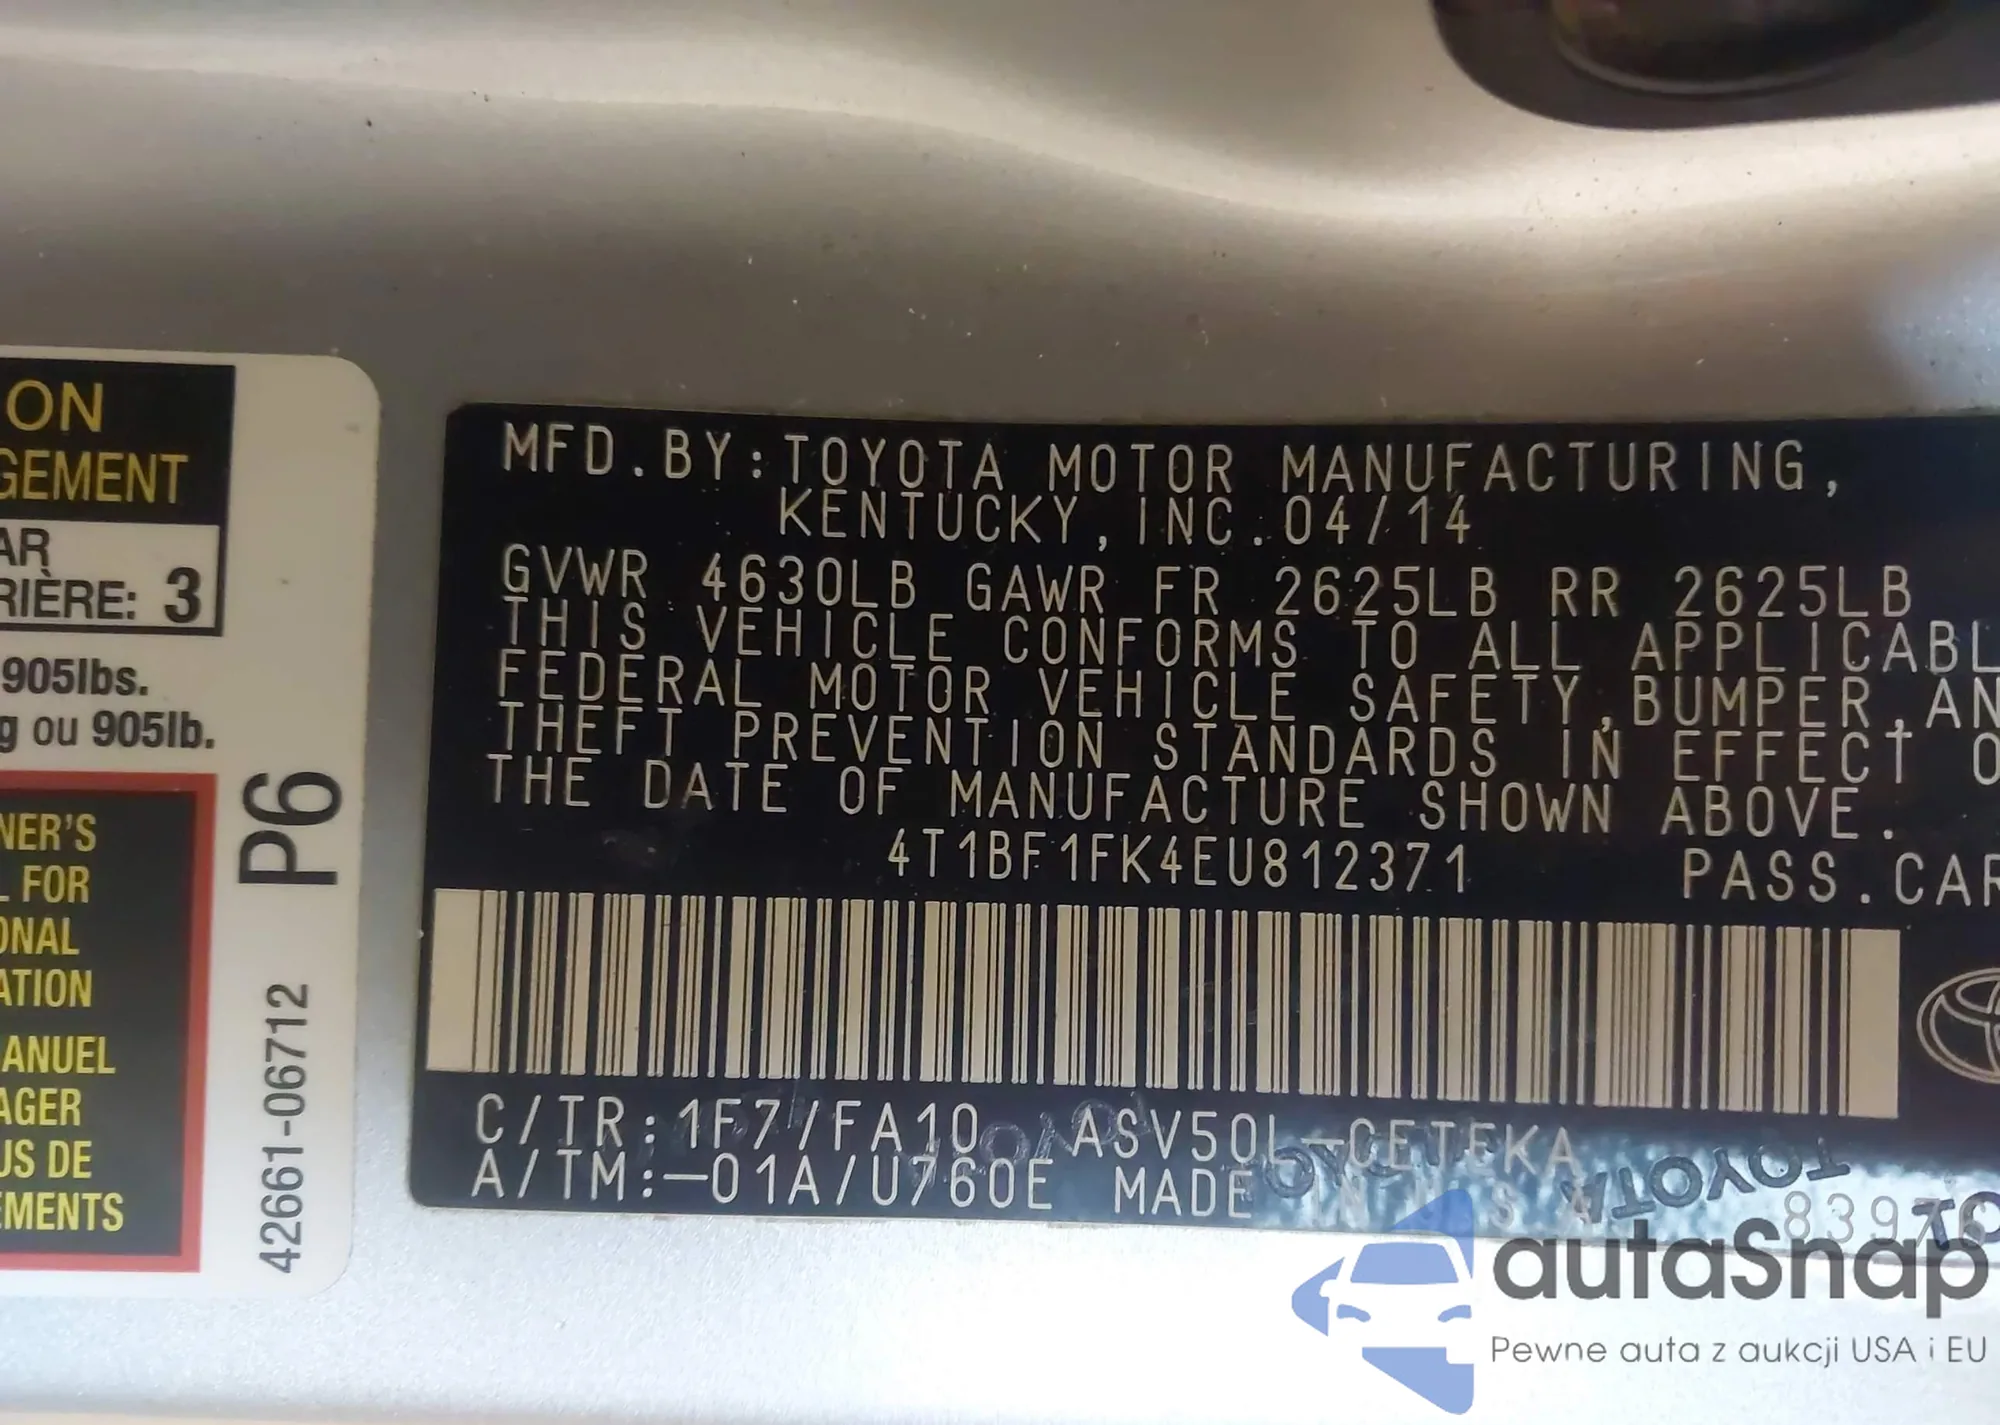 ON
GEMENT
AR
RIÈRE: 3
905lbs.
g ou 905lb.
NER'S
L FOR
ONAL
ATION
ANUEL
AGER
US DE
EMENTS
P6
42661-06712
MFD.BY:TOYOTA MOTOR MANUFACTURING,
KENTUCKY,INC.04/14
GVWR 4630LB GAWR FR 2625LB RR 2625LB
THIS VEHICLE CONFORMS TO ALL APPLICABL
FEDERAL MOTOR VEHICLE SAFETY,BUMPER,AN
THEFT PREVENTION STANDARDS IN EFFECT O
THE DATE OF MANUFACTURE SHOWN ABOVE.
4T1BF1FK4EU812371 PASS.CAR
C/TR:1F7/FA10 ASV50L-CETEKA
A/TM:-01A/U760E MADE IN U.S.A.
TOYOTA
autaSnap
Pewne auta z aukcji USA i EU